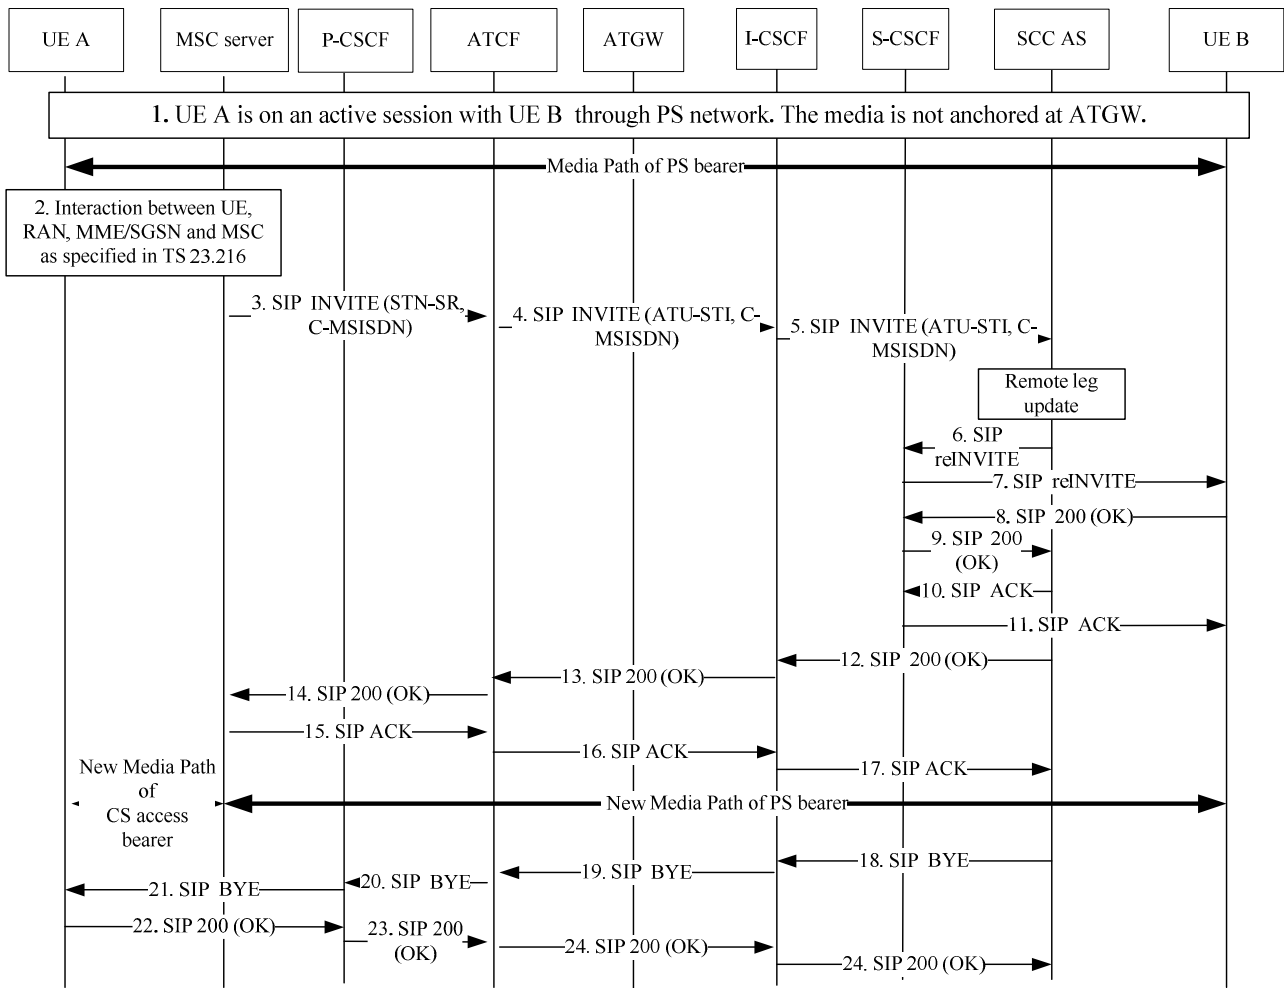 UE A
MSC server
P-CSCF
ATCF
ATGW
I-CSCF
S-CSCF
SCC AS
UE B
1. UE A is on an active session with UE B through PS network. The media is not anchored at ATGW.
Media Path of PS bearer
2. Interaction between UE,
RAN, MME/SGSN and MSC
as specified in TS 23.216
3. SIP INVITE (STN-SR,
C-MSISDN)
4. SIP INVITE (ATU-STI, C-
MSISDN)
5. SIP INVITE (ATU-STI, C-
MSISDN)
Remote leg
update
6. SIP
reINVITE
7. SIP reINVITE
8. SIP 200 (OK)
9. SIP 200
(OK)
10. SIP ACK
11. SIP ACK
12. SIP 200 (OK)
13. SIP 200 (OK)
14. SIP 200 (OK)
15. SIP ACK
16. SIP ACK
17. SIP ACK
New Media Path
of
CS access
bearer
New Media Path of PS bearer
18. SIP BYE
19. SIP BYE
20. SIP BYE
21. SIP BYE
22. SIP 200 (OK)
23. SIP 200
(OK)
24. SIP 200 (OK)
24. SIP 200 (OK)